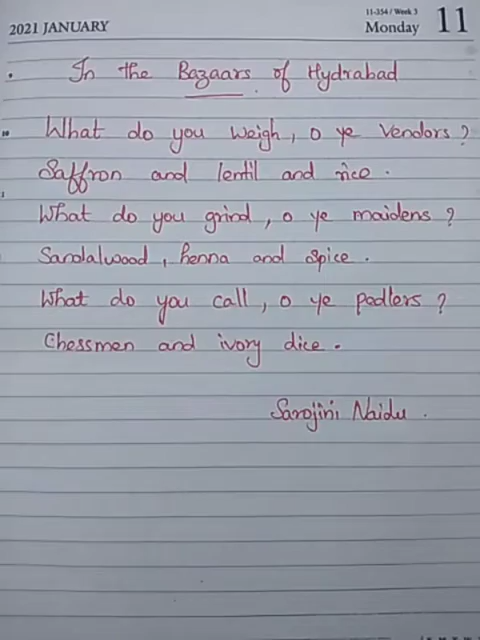 11-354 / Week 3
2021 JANUARY Monday 11
In the Bazaars of Hydrabad
What do you weigh, o ye vendors?
Saffron and lentil and rice.
What do you grind, o ye maidens?
Sandalwood, henna and spice.
What do you call, o ye pedlers?
Chessmen and ivory dice.
Sarojini Naidu.